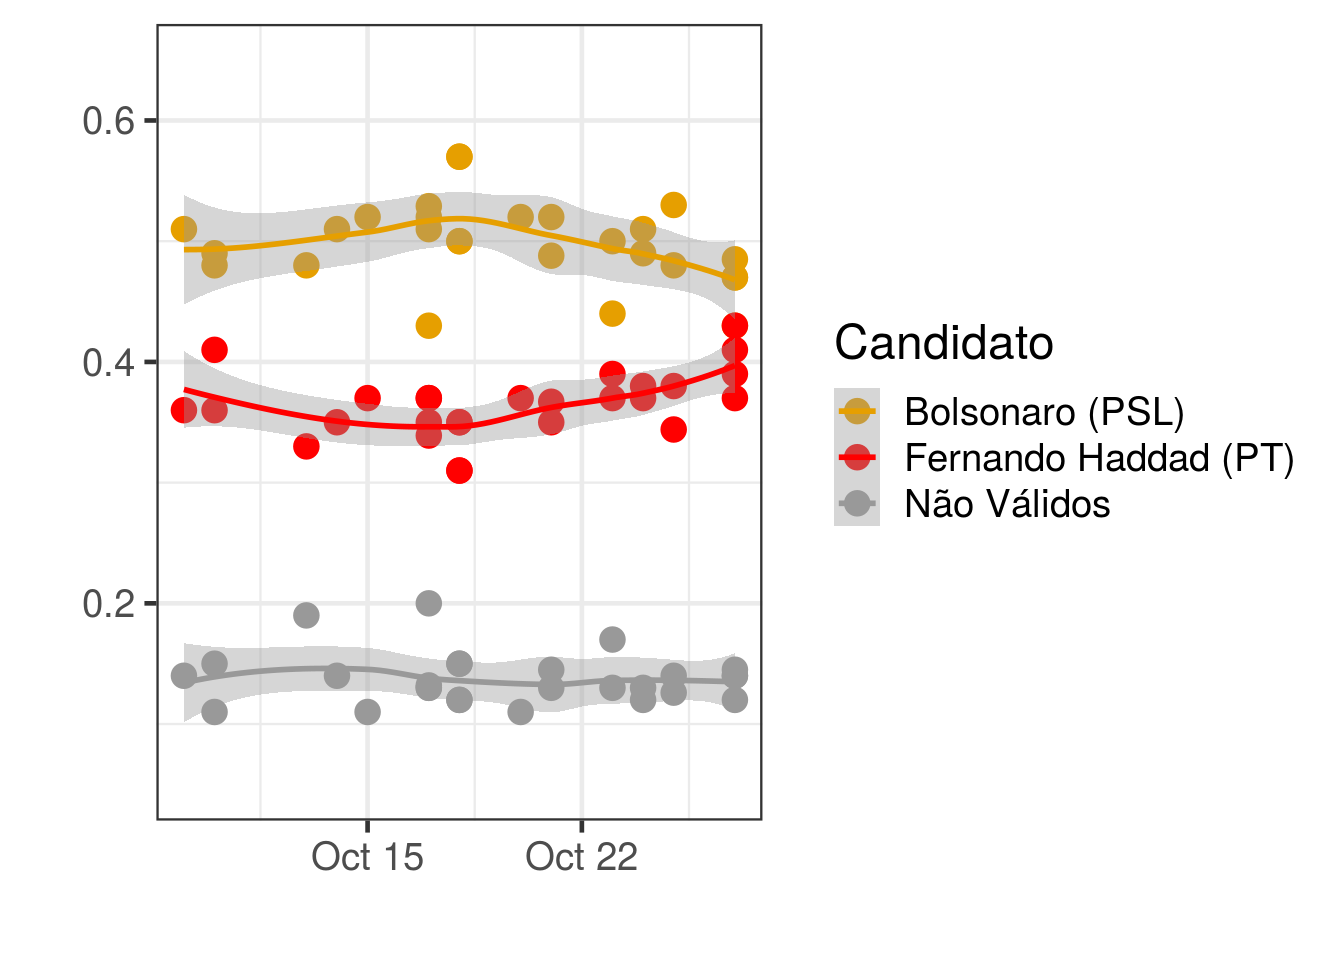 0.6
0.4
0.2
Oct 15
Oct 22
Candidato
Bolsonaro (PSL)
Fernando Haddad (PT)
Não Válidos